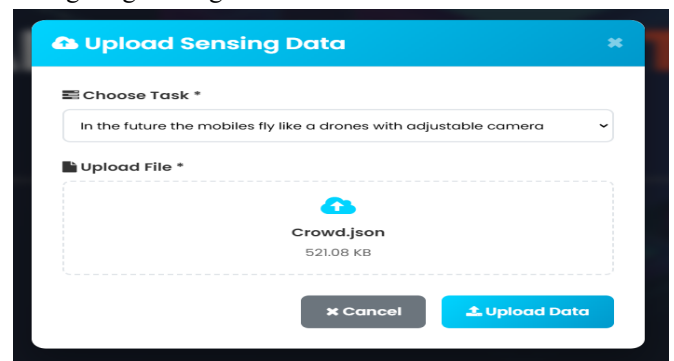 Upload Sensing Data
Choose Task *
In the future the mobiles fly like a drones with adjustable camera
Upload File *
Crowd.json
521.08 KB
Cancel
Upload Data